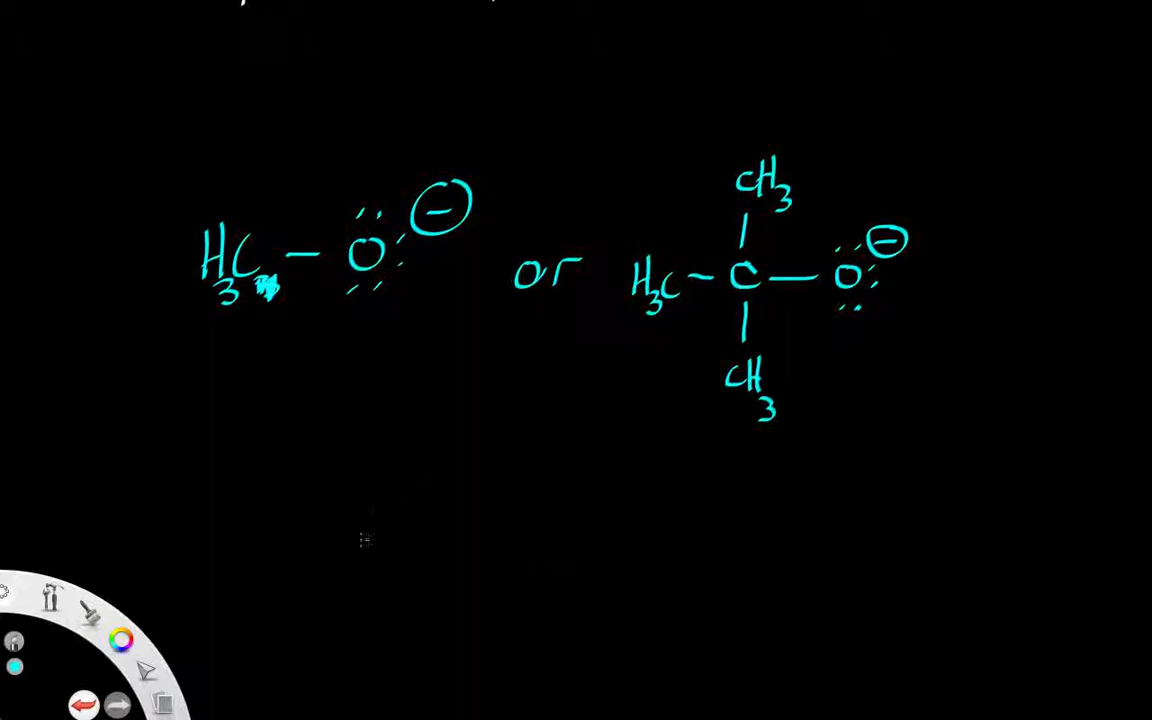 H₃C – O ⊖ or H₃C – C – O ⊖
CH₃
CH₃